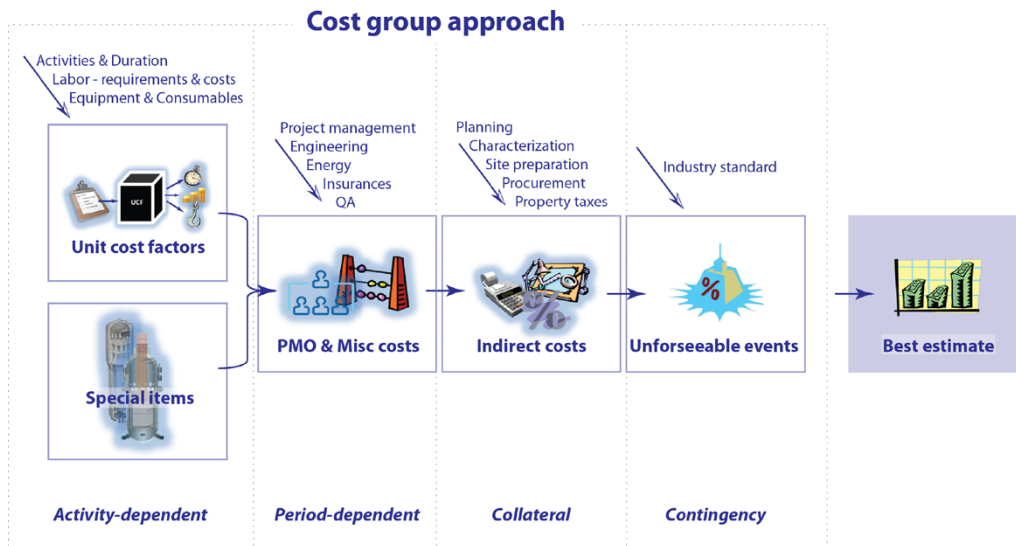 Cost group approach
Activities & Duration
Labor - requirements & costs
Equipment & Consumables
UCF
Unit cost factors
Special items
Activity-dependent
Project management
Engineering
Energy
Insurances
QA
PMO & Misc costs
Period-dependent
Planning
Characterization
Site preparation
Procurement
Property taxes
%
Indirect costs
Collateral
Industry standard
%
Unforseeable events
Contingency
Best estimate